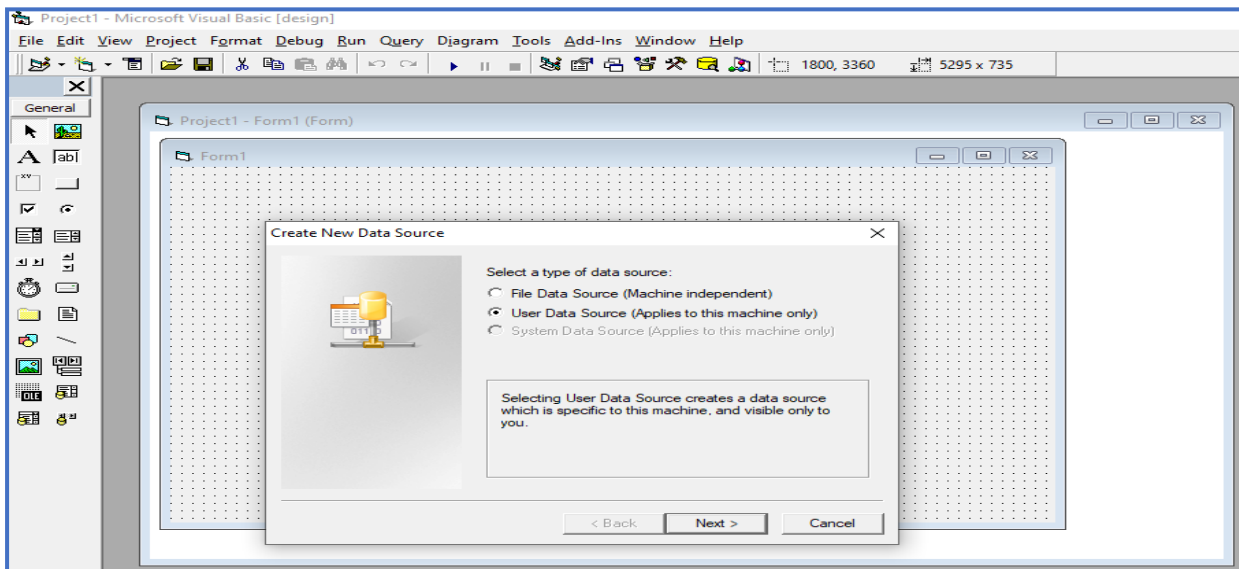 Project1 - Microsoft Visual Basic [design]
File Edit View Project Format Debug Run Query Diagram Tools Add-Ins Window Help
1800, 3360 5295 x 735
General
Project1 - Form1 (Form)
A abl
Form1
XY
Create New Data Source
Select a type of data source:
File Data Source (Machine independent)
User Data Source (Applies to this machine only)
System Data Source (Applies to this machine only)
011
OLE
Selecting User Data Source creates a data source
which is specific to this machine, and visible only to
you.
< Back Next > Cancel